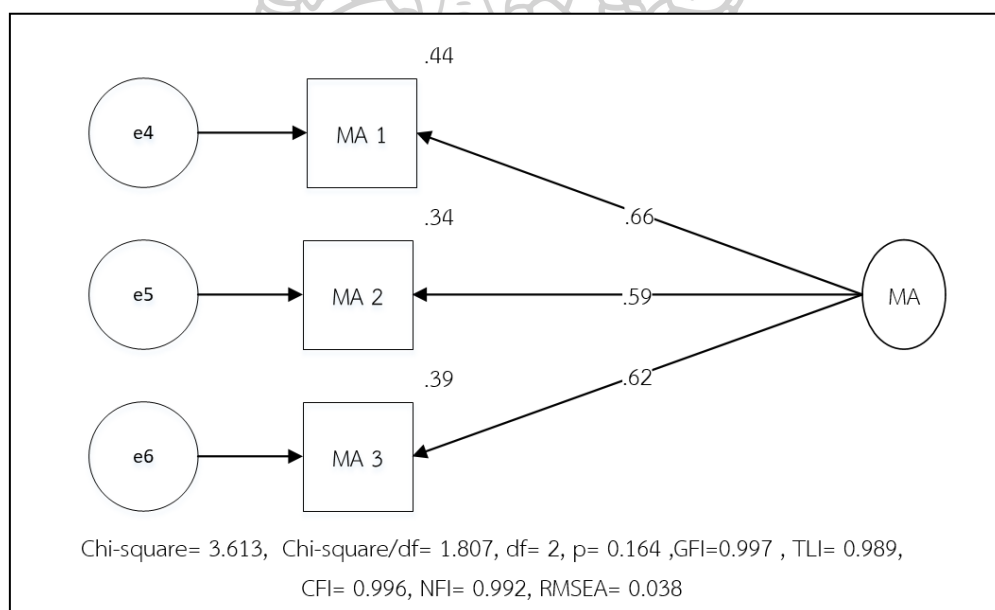 .44
e4
MA 1
.66
.34
e5
MA 2
.59
MA
.39
.62
e6
MA 3
Chi-square= 3.613, Chi-square/df= 1.807, df= 2, p= 0.164 ,GFI=0.997 , TLI= 0.989,
CFI= 0.996, NFI= 0.992, RMSEA= 0.038